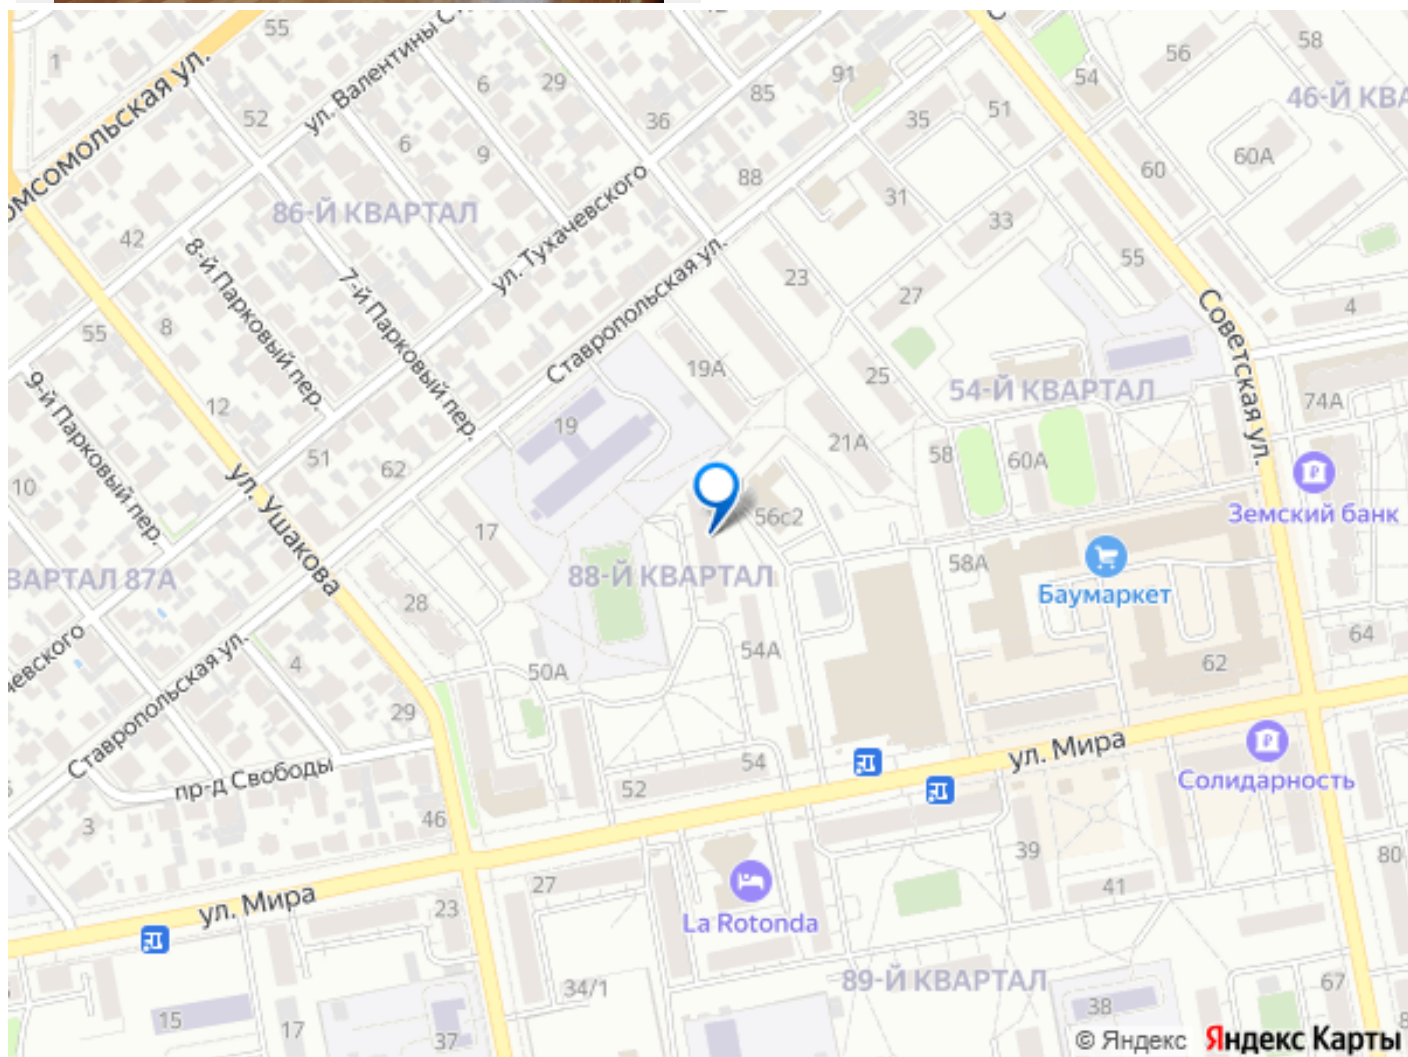 55
1
Комсомольская ул.
52
ул. Валентины
6
29
6
9
36
85
91
88
35
51
54
56
58
46-Й КВА
60А
60
31
33
55
86-Й КВАРТАЛ
42
ул. Тухачевского
8-й Парковый пер.
7-й Парковый пер.
Ставропольская ул.
23
27
Советская ул.
4
55
8
9-й Парковый пер.
12
19А
25
54-Й КВАРТАЛ
74А
19
21А
58
60А
51
62
10
ул. Ушакова
17
56с2
Земский банк
58А
КВАРТАЛ 87А
88-Й КВАРТАЛ
28
Баумаркет
64
62
54А
50А
4
Ставропольская ул.
29
пр-д Свободы
ул. Мира
54
52
Солидарность
3
46
39
80
41
27
23
ул. Мира
La Rotonda
89-Й КВАРТАЛ
34/1
67
38
15
17
37
© Яндекс Яндекс Карты